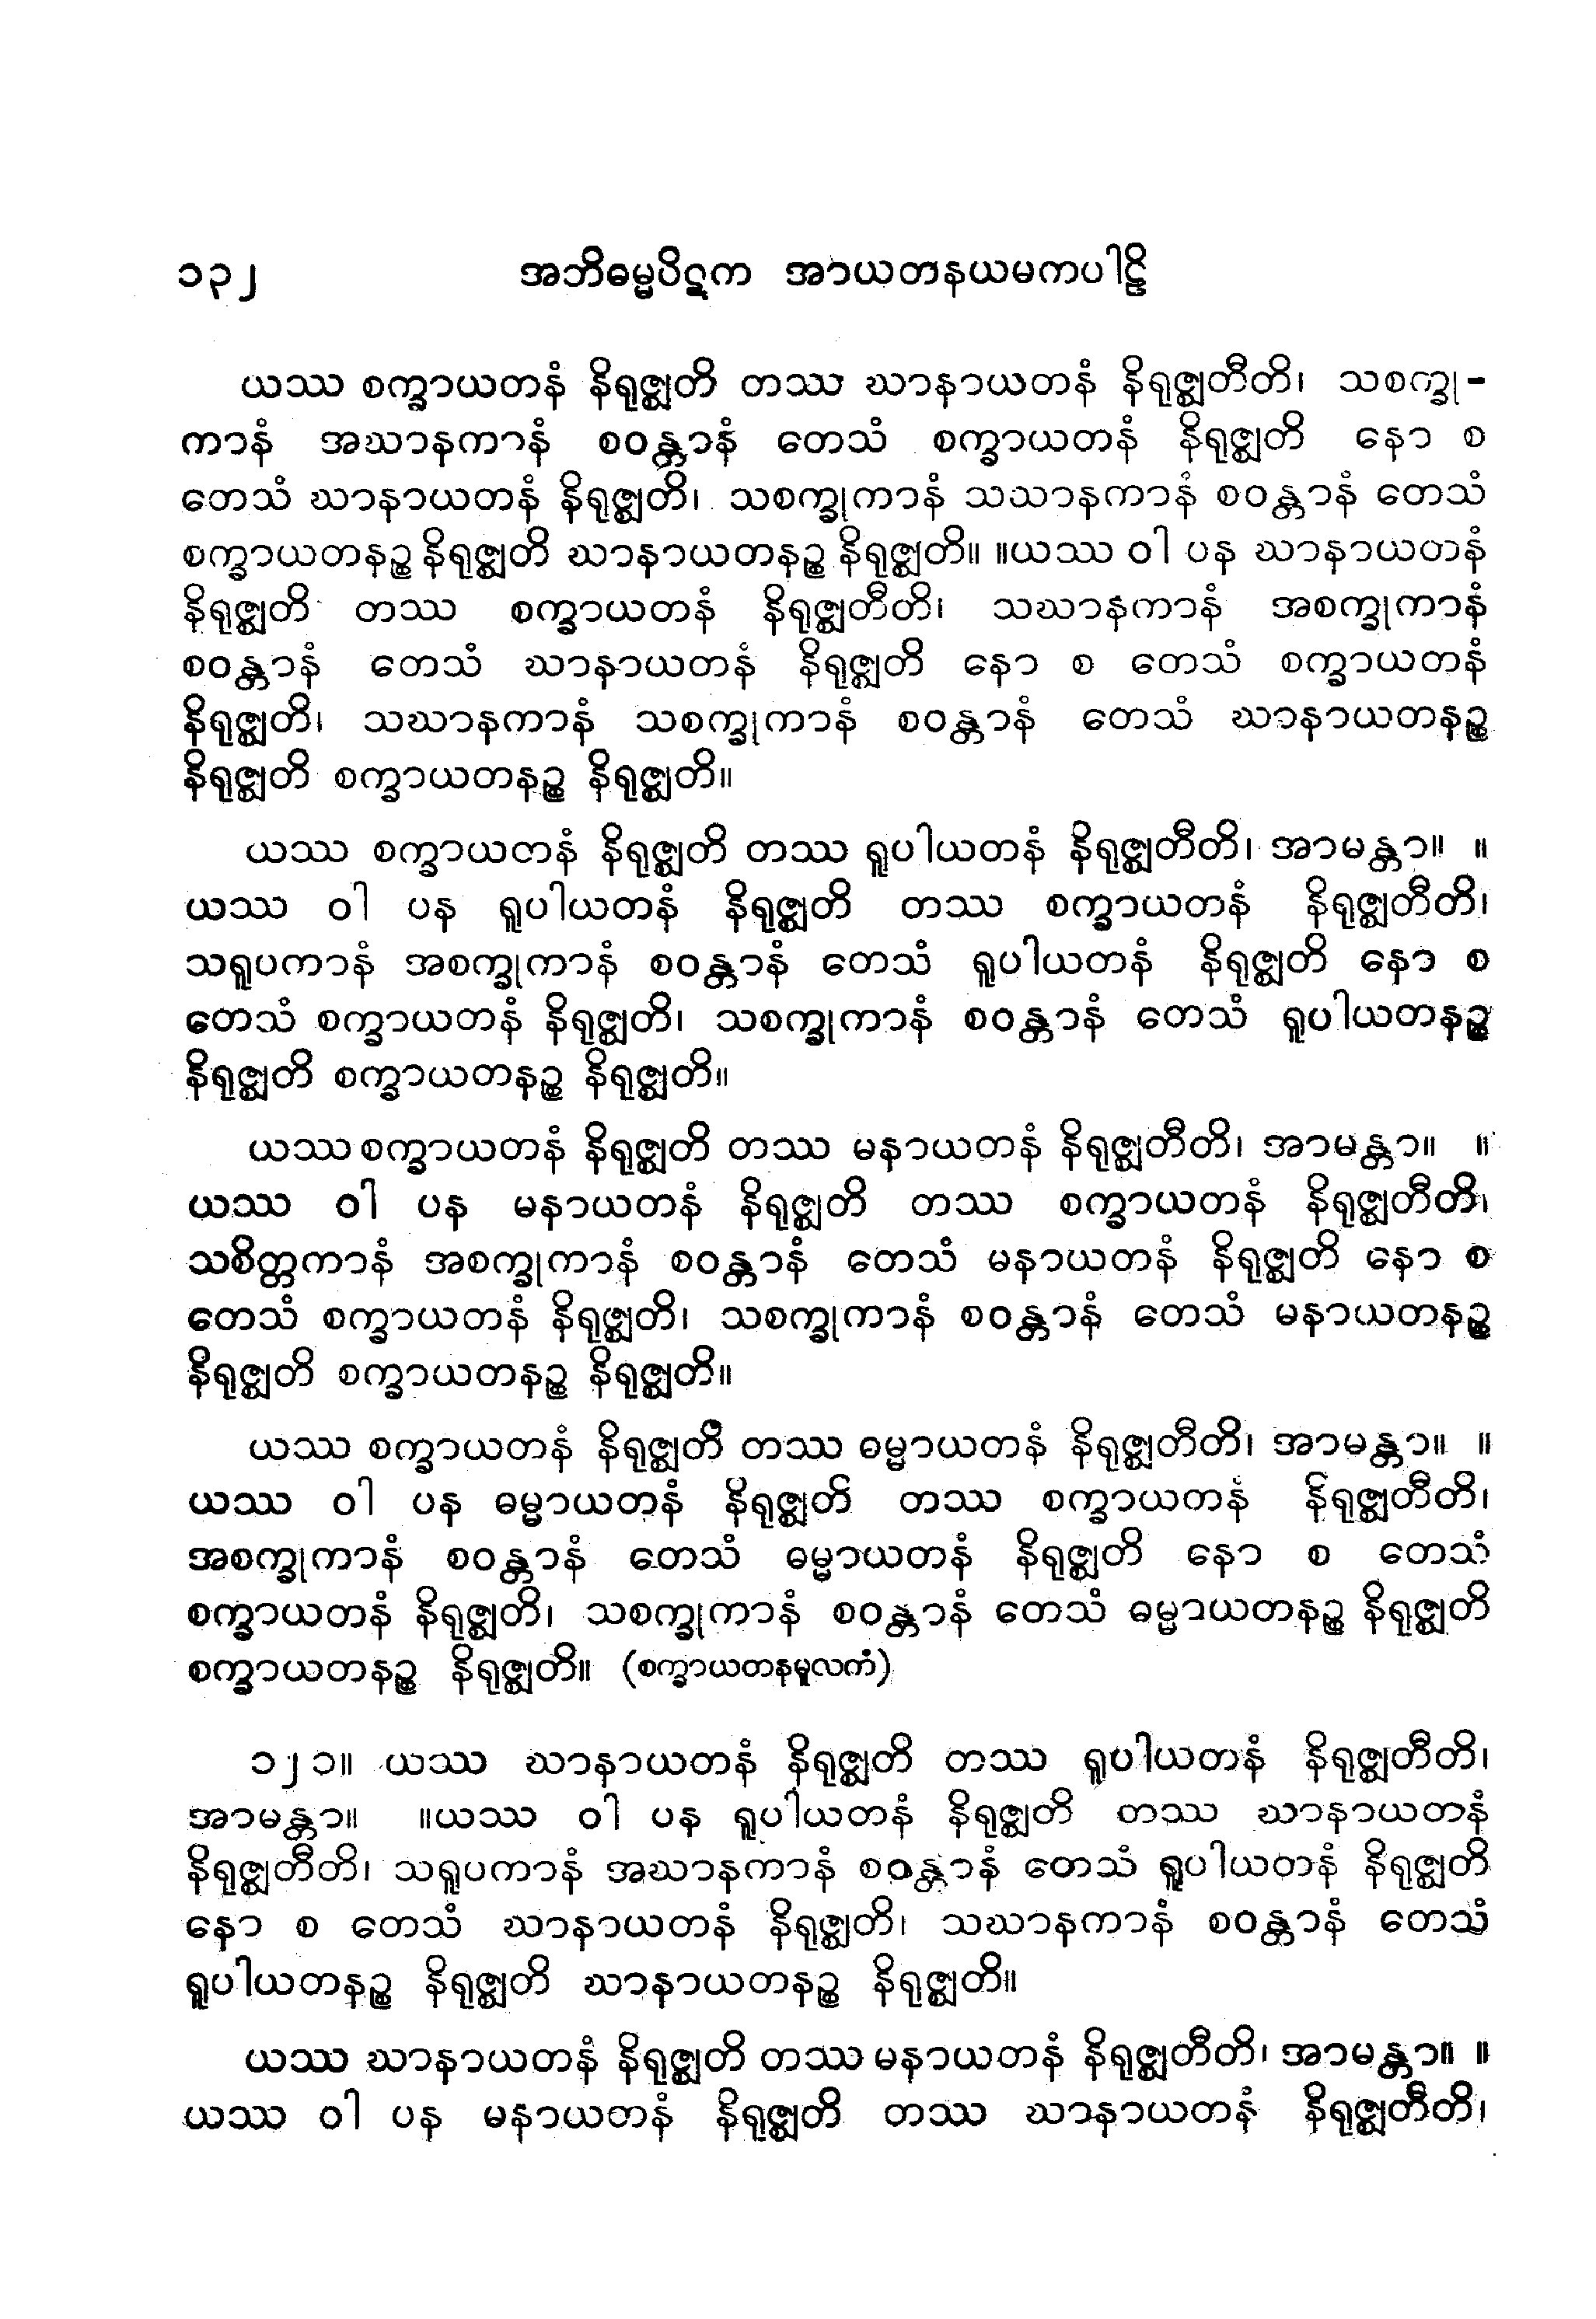 ၁၃၂ အဘိဓမ္မပိဋက အာယတနယမကပါဠိ
ယဿ စက္ခာယတနံ နိရုဇ္ဈတိ တဿ ဃာနာယတနံ နိရုဇ္ဈတီတိ၊ သစက္ခု-
ကာနံ အဃာနကာနံ စဝန္တာနံ တေသံ စက္ခာယတနံ နိရုဇ္ဈတိ နော စ
တေသံ ဃာနာယတနံ နိရုဇ္ဈတိ၊ သစက္ခုကာနံ သဃာနကာနံ စဝန္တာနံ တေသံ
စက္ခာယတနဉ္စ နိရုဇ္ဈတိ ဃာနာယတနဉ္စ နိရုဇ္ဈတိ။ ။ယဿ ဝါ ပန ဃာနာယတနံ
နိရုဇ္ဈတိ တဿ စက္ခာယတနံ နိရုဇ္ဈတီတိ၊ သဃာနကာနံ အစက္ခုကာနံ
စဝန္တာနံ တေသံ ဃာနာယတနံ နိရုဇ္ဈတိ နော စ တေသံ စက္ခာယတနံ
နိရုဇ္ဈတိ၊ သဃာနကာနံ သစက္ခုကာနံ စဝန္တာနံ တေသံ ဃာနာယတနဉ္စ
နိရုဇ္ဈတိ စက္ခာယတနဉ္စ နိရုဇ္ဈတိ။
ယဿ စက္ခာယတနံ နိရုဇ္ဈတိ တဿ ရူပါယတနံ နိရုဇ္ဈတီတိ၊ အာမန္တာ။ ။
ယဿ ဝါ ပန ရူပါယတနံ နိရုဇ္ဈတိ တဿ စက္ခာယတနံ နိရုဇ္ဈတီတိ၊
သရူပကာနံ အစက္ခုကာနံ စဝန္တာနံ တေသံ ရူပါယတနံ နိရုဇ္ဈတိ နော စ
တေသံ စက္ခာယတနံ နိရုဇ္ဈတိ၊ သစက္ခုကာနံ စဝန္တာနံ တေသံ ရူပါယတနဉ္စ
နိရုဇ္ဈတိ စက္ခာယတနဉ္စ နိရုဇ္ဈတိ။
ယဿ စက္ခာယတနံ နိရုဇ္ဈတိ တဿ မနာယတနံ နိရုဇ္ဈတီတိ၊ အာမန္တာ။ ။
ယဿ ဝါ ပန မနာယတနံ နိရုဇ္ဈတိ တဿ စက္ခာယတနံ နိရုဇ္ဈတီတိ၊
သစိတ္တကာနံ အစက္ခုကာနံ စဝန္တာနံ တေသံ မနာယတနံ နိရုဇ္ဈတိ နော စ
တေသံ စက္ခာယတနံ နိရုဇ္ဈတိ၊ သစက္ခုကာနံ စဝန္တာနံ တေသံ မနာယတနဉ္စ
နိရုဇ္ဈတိ စက္ခာယတနဉ္စ နိရုဇ္ဈတိ။
ယဿ စက္ခာယတနံ နိရုဇ္ဈတိ တဿ ဓမ္မာယတနံ နိရုဇ္ဈတီတိ၊ အာမန္တာ။ ။
ယဿ ဝါ ပန ဓမ္မာယတနံ နိရုဇ္ဈတိ တဿ စက္ခာယတနံ နိရုဇ္ဈတီတိ၊
အစက္ခုကာနံ စဝန္တာနံ တေသံ ဓမ္မာယတနံ နိရုဇ္ဈတိ နော စ တေသံ
စက္ခာယတနံ နိရုဇ္ဈတိ၊ သစက္ခုကာနံ စဝန္တာနံ တေသံ ဓမ္မာယတနဉ္စ နိရုဇ္ဈတိ
စက္ခာယတနဉ္စ နိရုဇ္ဈတိ။ (စက္ခာယတနမူလကံ)
၁၂၁။ ယဿ ဃာနာယတနံ နိရုဇ္ဈတိ တဿ ရူပါယတနံ နိရုဇ္ဈတီတိ၊
အာမန္တာ။ ။ယဿ ဝါ ပန ရူပါယတနံ နိရုဇ္ဈတိ တဿ ဃာနာယတနံ
နိရုဇ္ဈတီတိ၊ သရူပကာနံ အဃာနကာနံ စဝန္တာနံ တေသံ ရူပါယတနံ နိရုဇ္ဈတိ
နော စ တေသံ ဃာနာယတနံ နိရုဇ္ဈတိ၊ သဃာနကာနံ စဝန္တာနံ တေသံ
ရူပါယတနဉ္စ နိရုဇ္ဈတိ ဃာနာယတနဉ္စ နိရုဇ္ဈတိ။
ယဿ ဃာနာယတနံ နိရုဇ္ဈတိ တဿ မနာယတနံ နိရုဇ္ဈတီတိ၊ အာမန္တာ။ ။
ယဿ ဝါ ပန မနာယတနံ နိရုဇ္ဈတိ တဿ ဃာနာယတနံ နိရုဇ္ဈတီတိ၊